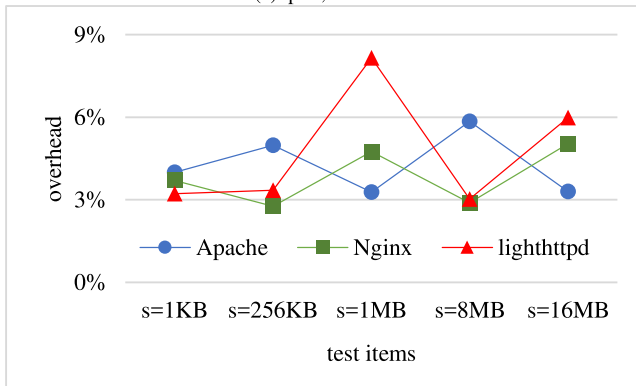 9%
6%
3%
0%
overhead
Apache
Nginx
lighthttpd
s=1KB
s=256KB
s=1MB
s=8MB
s=16MB
test items